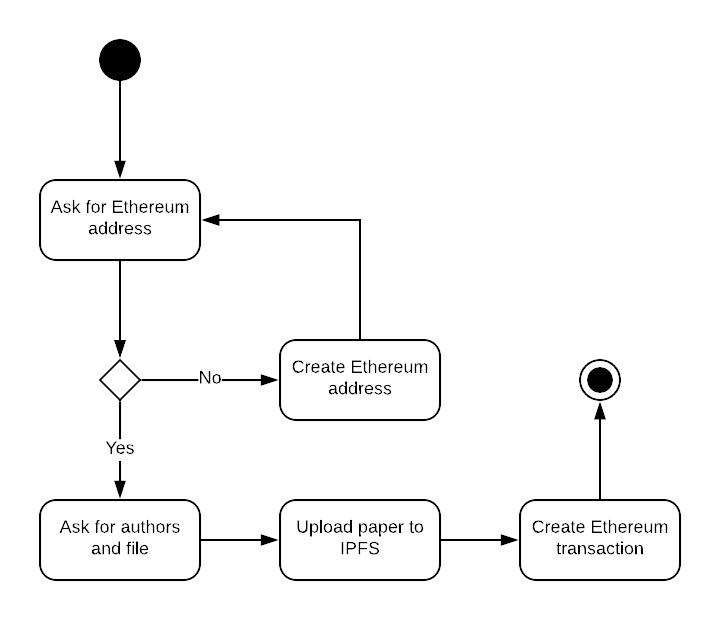 Ask for Ethereum
address
No
Create Ethereum
address
Yes
Ask for authors
and file
Upload paper to
IPFS
Create Ethereum
transaction